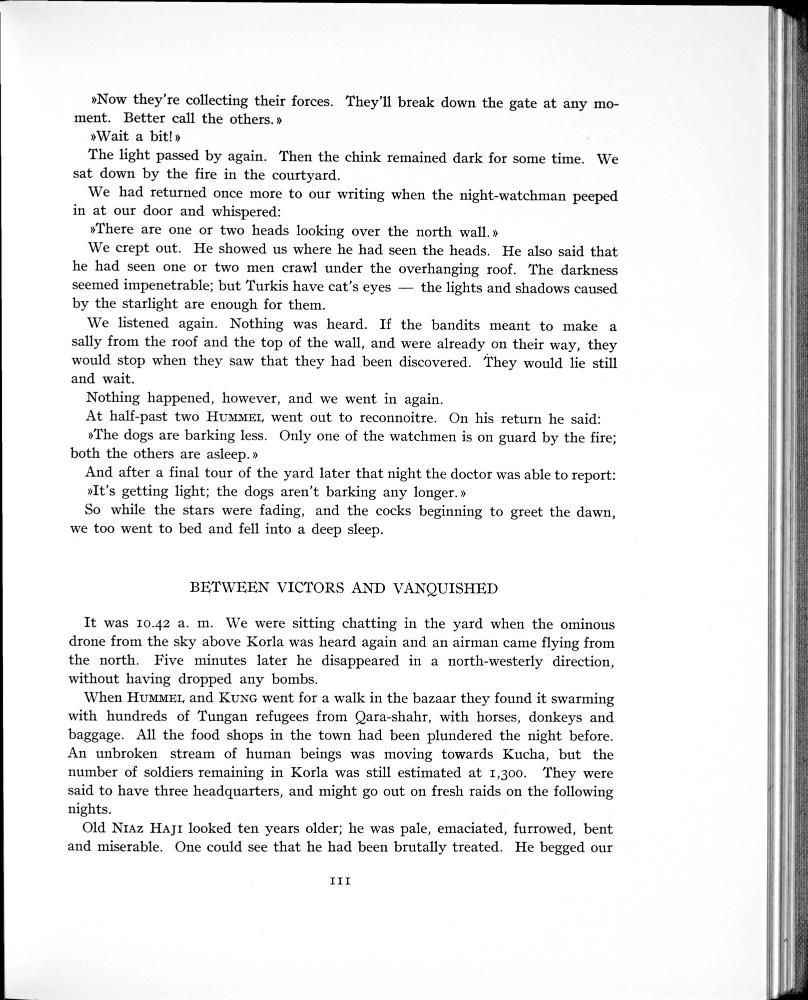 »Now they're collecting their forces. They'll break down the gate at any mo-
ment. Better call the others.»
»Wait a bit!»
The light passed by again. Then the chink remained dark for some time. We
sat down by the fire in the courtyard.
We had returned once more to our writing when the night-watchman peeped
in at our door and whispered:
»There are one or two heads looking over the north wall.»
We crept out. He showed us where he had seen the heads. He also said that
he had seen one or two men crawl under the overhanging roof. The darkness
seemed impenetrable; but Turkis have cat's eyes — the lights and shadows caused
by the starlight are enough for them.
We listened again. Nothing was heard. If the bandits meant to make a
sally from the roof and the top of the wall, and were already on their way, they
would stop when they saw that they had been discovered. They would lie still
and wait.
Nothing happened, however, and we went in again.
At half-past two HUMMEL went out to reconnoitre. On his return he said:
»The dogs are barking less. Only one of the watchmen is on guard by the fire;
both the others are asleep.»
And after a final tour of the yard later that night the doctor was able to report:
»It's getting light; the dogs aren't barking any longer.»
So while the stars were fading, and the cocks beginning to greet the dawn,
we too went to bed and fell into a deep sleep.
BETWEEN VICTORS AND VANQUISHED
It was 10.42 a. m. We were sitting chatting in the yard when the ominous
drone from the sky above Korla was heard again and an airman came flying from
the north. Five minutes later he disappeared in a north-westerly direction,
without having dropped any bombs.
When HUMMEL and KUNG went for a walk in the bazaar they found it swarming
with hundreds of Tungan refugees from Qara-shahr, with horses, donkeys and
baggage. All the food shops in the town had been plundered the night before.
An unbroken stream of human beings was moving towards Kucha, but the
number of soldiers remaining in Korla was still estimated at 1,300. They were
said to have three headquarters, and might go out on fresh raids on the following
nights.
Old NIAZ HAJI looked ten years older; he was pale, emaciated, furrowed, bent
and miserable. One could see that he had been brutally treated. He begged our
111